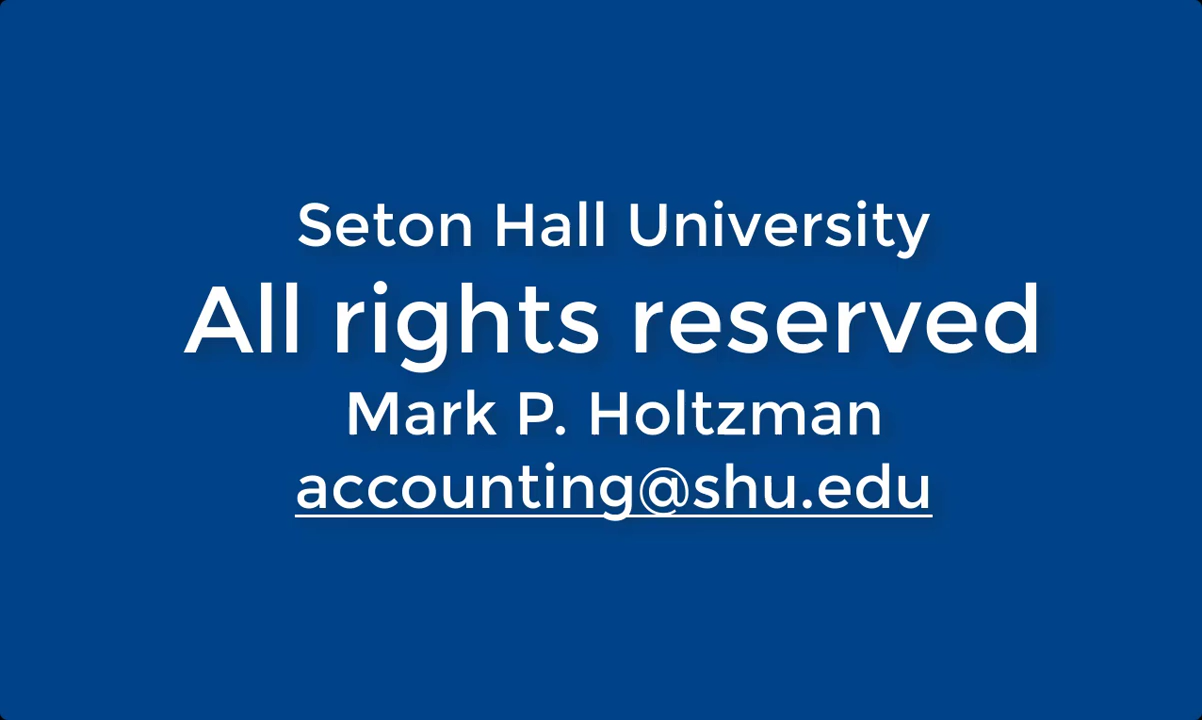 Seton Hall University
All rights reserved
Mark P. Holtzman
accounting@shu.edu